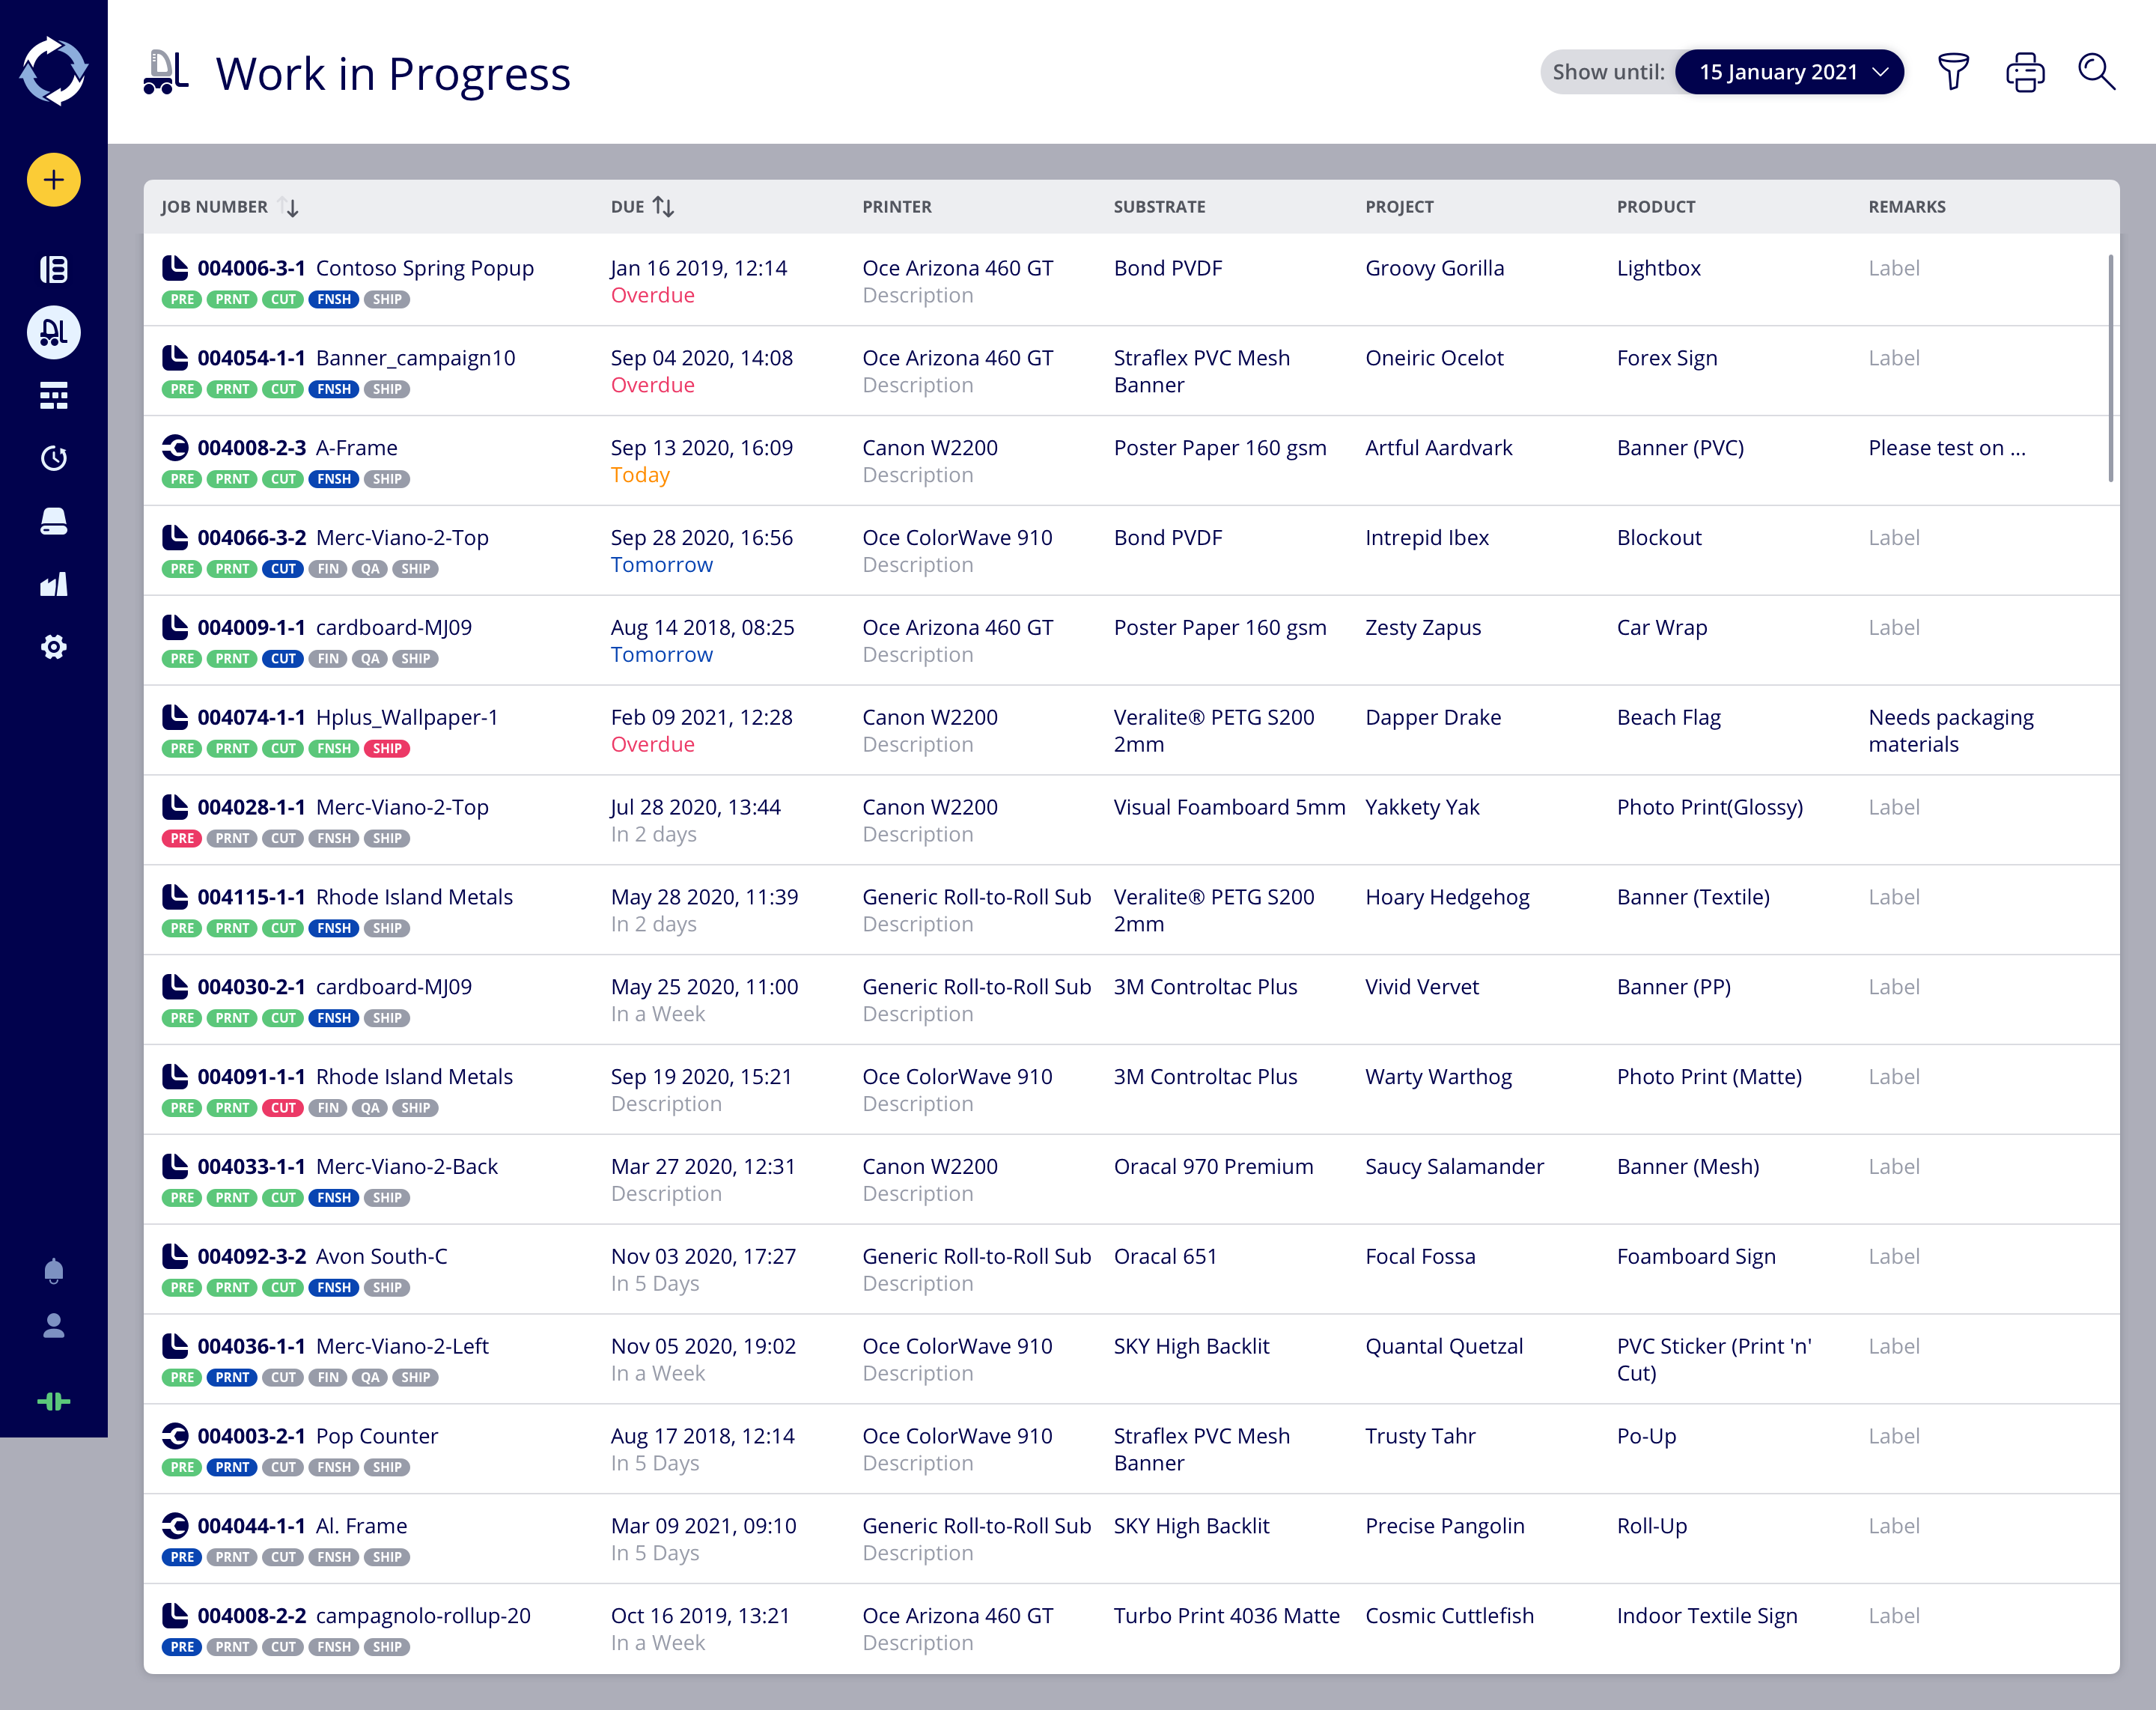 Work in Progress
Show until: 15 January 2021
JOB NUMBER DUE PRINTER SUBSTRATE PROJECT PRODUCT REMARKS
004006-3-1 Contoso Spring Popup Jan 16 2019, 12:14 Oce Arizona 460 GT Bond PVDF Groovy Gorilla Lightbox Label
PRE PRNT CUT FNSH SHIP Overdue Description
004054-1-1 Banner_campaign10 Sep 04 2020, 14:08 Oce Arizona 460 GT Straflex PVC Mesh Oneiric Ocelot Forex Sign Label
PRE PRNT CUT FNSH SHIP Overdue Description Banner
004008-2-3 A-Frame Sep 13 2020, 16:09 Canon W2200 Poster Paper 160 gsm Artful Aardvark Banner (PVC) Please test on ...
PRE PRNT CUT FNSH SHIP Today Description
004066-3-2 Merc-Viano-2-Top Sep 28 2020, 16:56 Oce ColorWave 910 Bond PVDF Intrepid Ibex Blockout Label
PRE PRNT CUT FIN QA SHIP Tomorrow Description
004009-1-1 cardboard-MJ09 Aug 14 2018, 08:25 Oce Arizona 460 GT Poster Paper 160 gsm Zesty Zapus Car Wrap Label
PRE PRNT CUT FIN QA SHIP Tomorrow Description
004074-1-1 Hplus_Wallpaper-1 Feb 09 2021, 12:28 Canon W2200 Veralite® PETG S200 Dapper Drake Beach Flag Needs packaging
PRE PRNT CUT FNSH SHIP Overdue Description 2mm materials
004028-1-1 Merc-Viano-2-Top Jul 28 2020, 13:44 Canon W2200 Visual Foamboard 5mm Yakkety Yak Photo Print(Glossy) Label
PRE PRNT CUT FNSH SHIP In 2 days Description
004115-1-1 Rhode Island Metals May 28 2020, 11:39 Generic Roll-to-Roll Sub Veralite® PETG S200 Hoary Hedgehog Banner (Textile) Label
PRE PRNT CUT FNSH SHIP In 2 days Description 2mm
004030-2-1 cardboard-MJ09 May 25 2020, 11:00 Generic Roll-to-Roll Sub 3M Controltac Plus Vivid Vervet Banner (PP) Label
PRE PRNT CUT FNSH SHIP In a Week Description
004091-1-1 Rhode Island Metals Sep 19 2020, 15:21 Oce ColorWave 910 3M Controltac Plus Warty Warthog Photo Print (Matte) Label
PRE PRNT CUT FIN QA SHIP Description Description
004033-1-1 Merc-Viano-2-Back Mar 27 2020, 12:31 Canon W2200 Oracal 970 Premium Saucy Salamander Banner (Mesh) Label
PRE PRNT CUT FNSH SHIP Description Description
004092-3-2 Avon South-C Nov 03 2020, 17:27 Generic Roll-to-Roll Sub Oracal 651 Focal Fossa Foamboard Sign Label
PRE PRNT CUT FNSH SHIP In 5 Days Description
004036-1-1 Merc-Viano-2-Left Nov 05 2020, 19:02 Oce ColorWave 910 SKY High Backlit Quantal Quetzal PVC Sticker (Print 'n' Label
PRE PRNT CUT FIN QA SHIP In a Week Description Cut)
004003-2-1 Pop Counter Aug 17 2018, 12:14 Oce ColorWave 910 Straflex PVC Mesh Trusty Tahr Po-Up Label
PRE PRNT CUT FNSH SHIP In 5 Days Description Banner
004044-1-1 Al. Frame Mar 09 2021, 09:10 Generic Roll-to-Roll Sub SKY High Backlit Precise Pangolin Roll-Up Label
PRE PRNT CUT FNSH SHIP In 5 Days Description
004008-2-2 campagnolo-rollup-20 Oct 16 2019, 13:21 Oce Arizona 460 GT Turbo Print 4036 Matte Cosmic Cuttlefish Indoor Textile Sign Label
PRE PRNT CUT FNSH SHIP In a Week Description